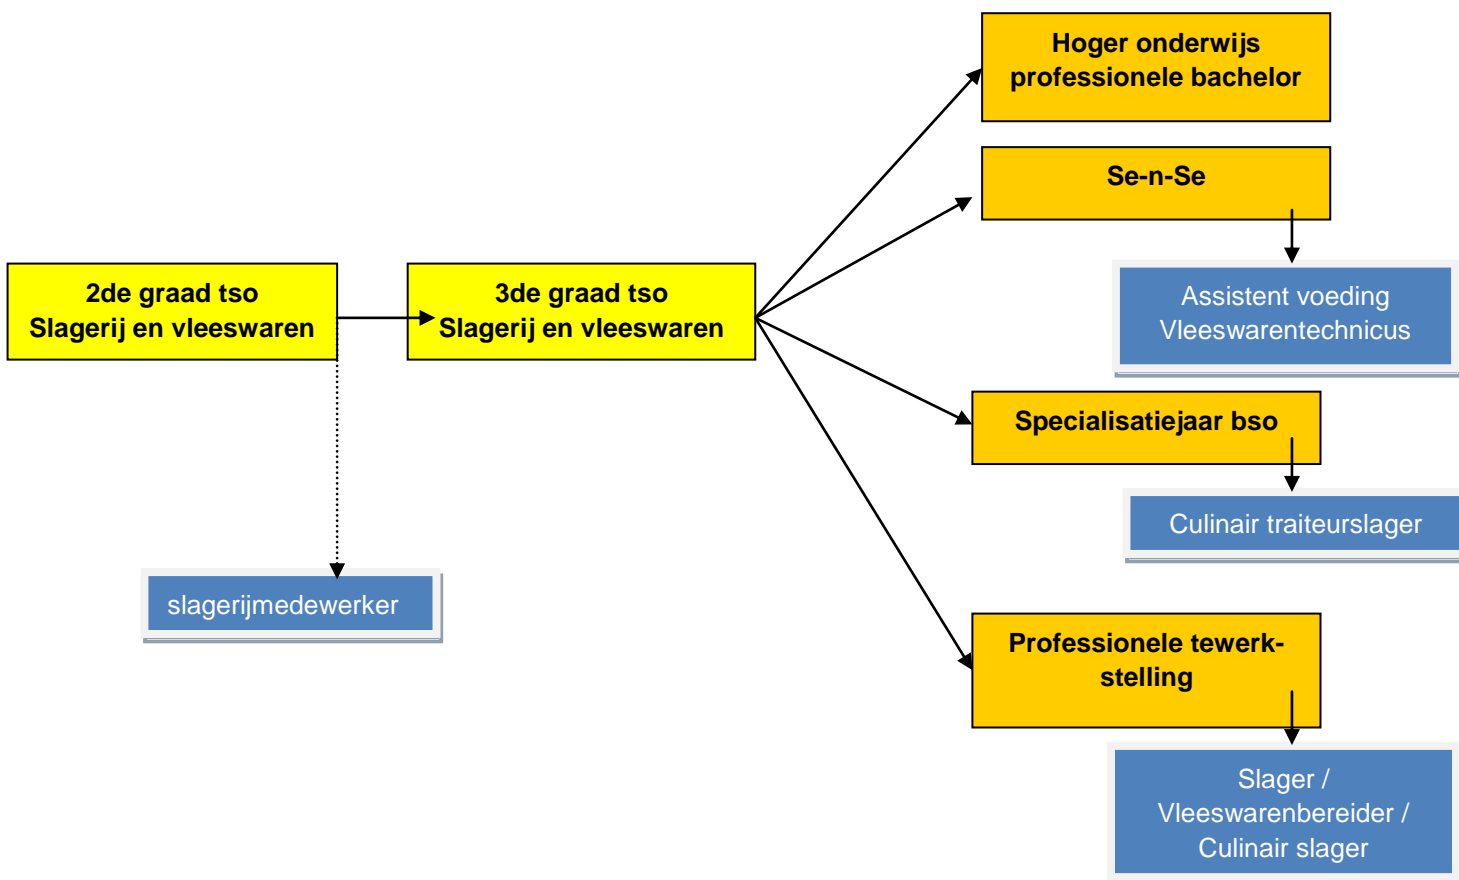 Hoger onderwijs
professionele bachelor
Se-n-Se
2de graad tso
Slagerij en vleeswaren
3de graad tso
Slagerij en vleeswaren
Assistent voeding
Vleeswarentechnicus
Specialisatiejaar bso
Culinair traiteurslager
slagerijmedewerker
Professionele tewerk-
stelling
Slager /
Vleeswarenbereider /
Culinair slager